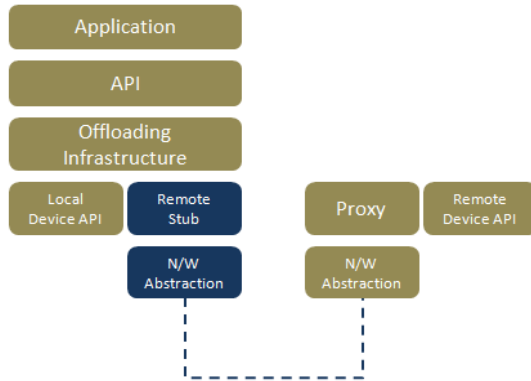 Application
API
Offloading
Infrastructure
Local
Device API
Remote
Stub
Proxy
Remote
Device API
N/W
Abstraction
N/W
Abstraction